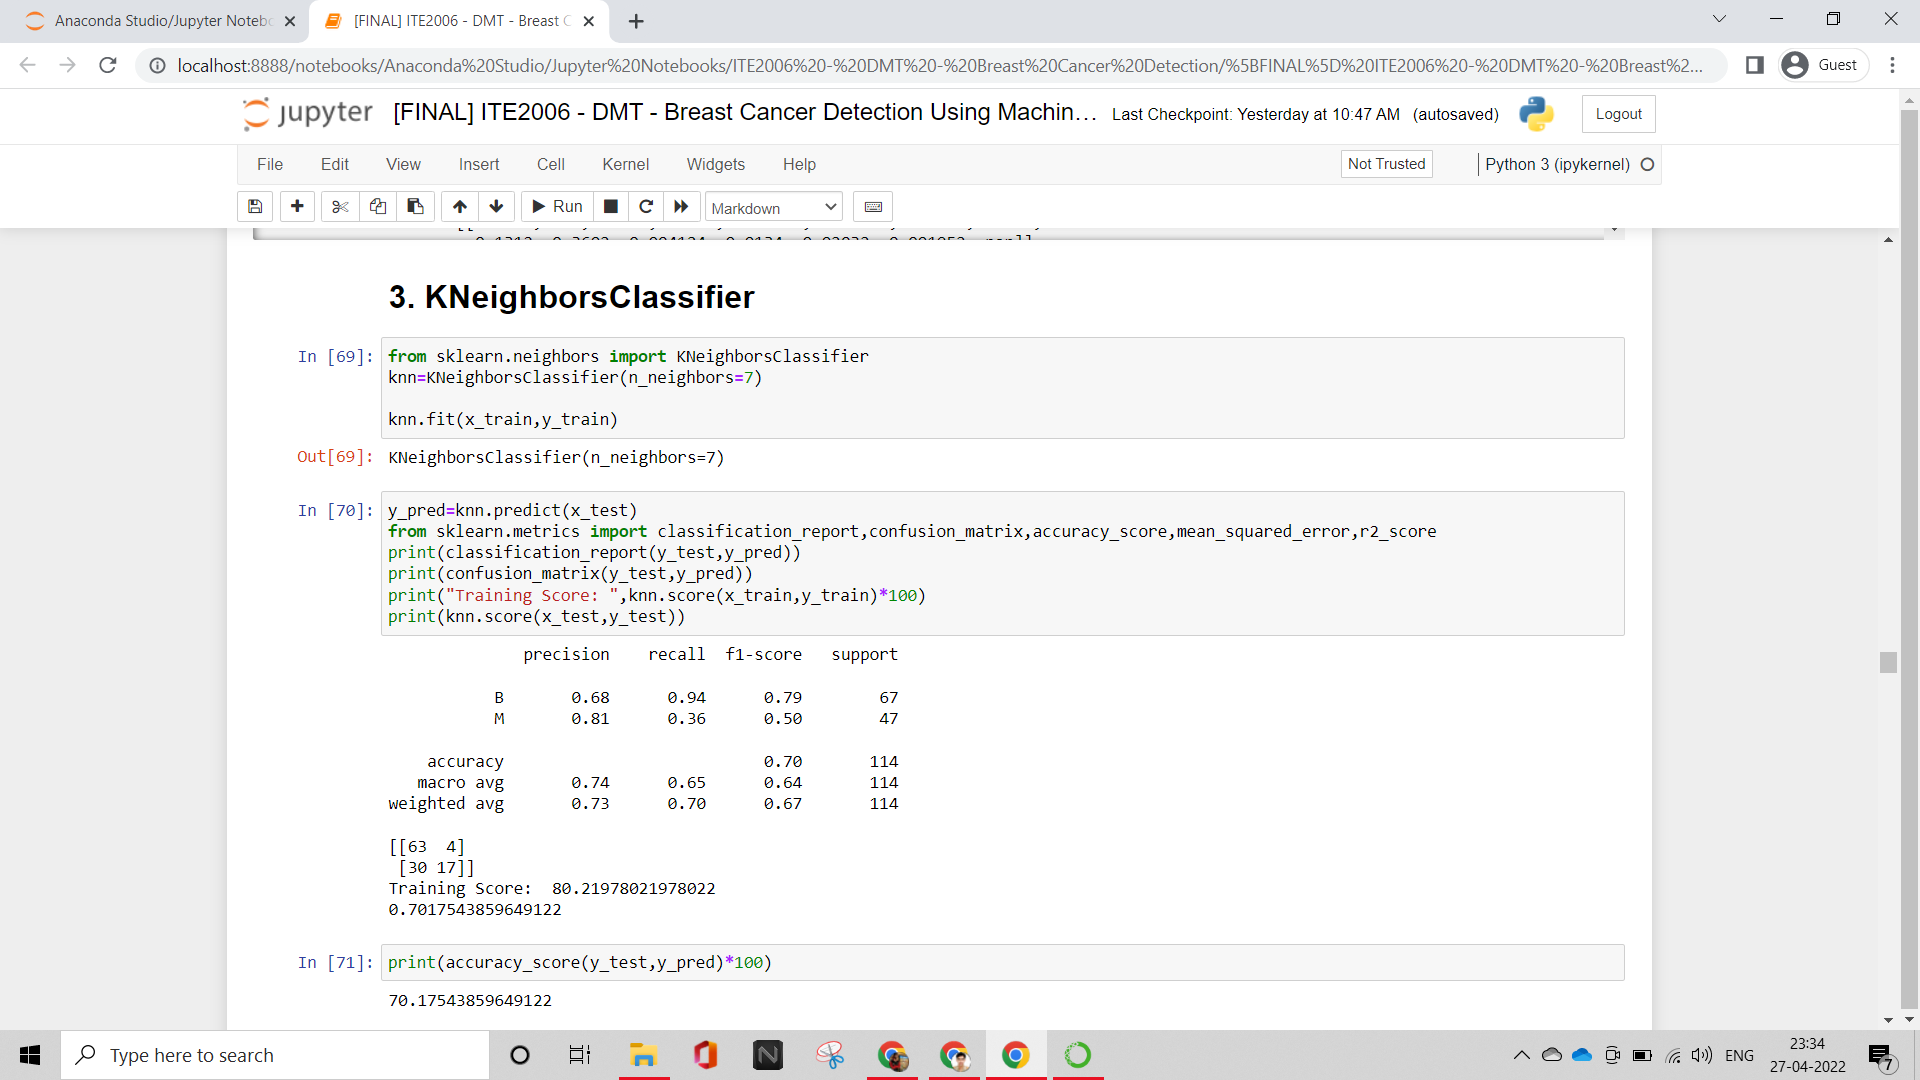 Anaconda Studio/Jupyter Noteb
[FINAL] ITE2006 - DMT - Breast C
localhost:8888/notebooks/Anaconda%20Studio/Jupyter%20Notebooks/ITE2006%20-%20DMT%20-%20Breast%20Cancer%20Detection/%5BFINAL%5D%20ITE2006%20-%20DMT%20-%20Breast%2...
Guest
jupyter [FINAL] ITE2006 - DMT - Breast Cancer Detection Using Machin… Last Checkpoint: Yesterday at 10:47 AM (autosaved)
Logout
File Edit View Insert Cell Kernel Widgets Help
Not Trusted
Python 3 (ipykernel)
Run
Markdown
3. KNeighborsClassifier
In [69]: from sklearn.neighbors import KNeighborsClassifier
knn=KNeighborsClassifier(n_neighbors=7)
knn.fit(x_train,y_train)
Out[69]: KNeighborsClassifier(n_neighbors=7)
In [70]: y_pred=knn.predict(x_test)
from sklearn.metrics import classification_report,confusion_matrix,accuracy_score,mean_squared_error,r2_score
print(classification_report(y_test,y_pred))
print(confusion_matrix(y_test,y_pred))
print("Training Score: ",knn.score(x_train,y_train)*100)
print(knn.score(x_test,y_test))
precision recall f1-score support
B 0.68 0.94 0.79 67
M 0.81 0.36 0.50 47
accuracy 0.70 114
macro avg 0.74 0.65 0.64 114
weighted avg 0.73 0.70 0.67 114
[[63 4]
[30 17]]
Training Score: 80.21978021978022
0.7017543859649122
In [71]: print(accuracy_score(y_test,y_pred)*100)
70.17543859649122
Type here to search
ENG
23:34
27-04-2022
7